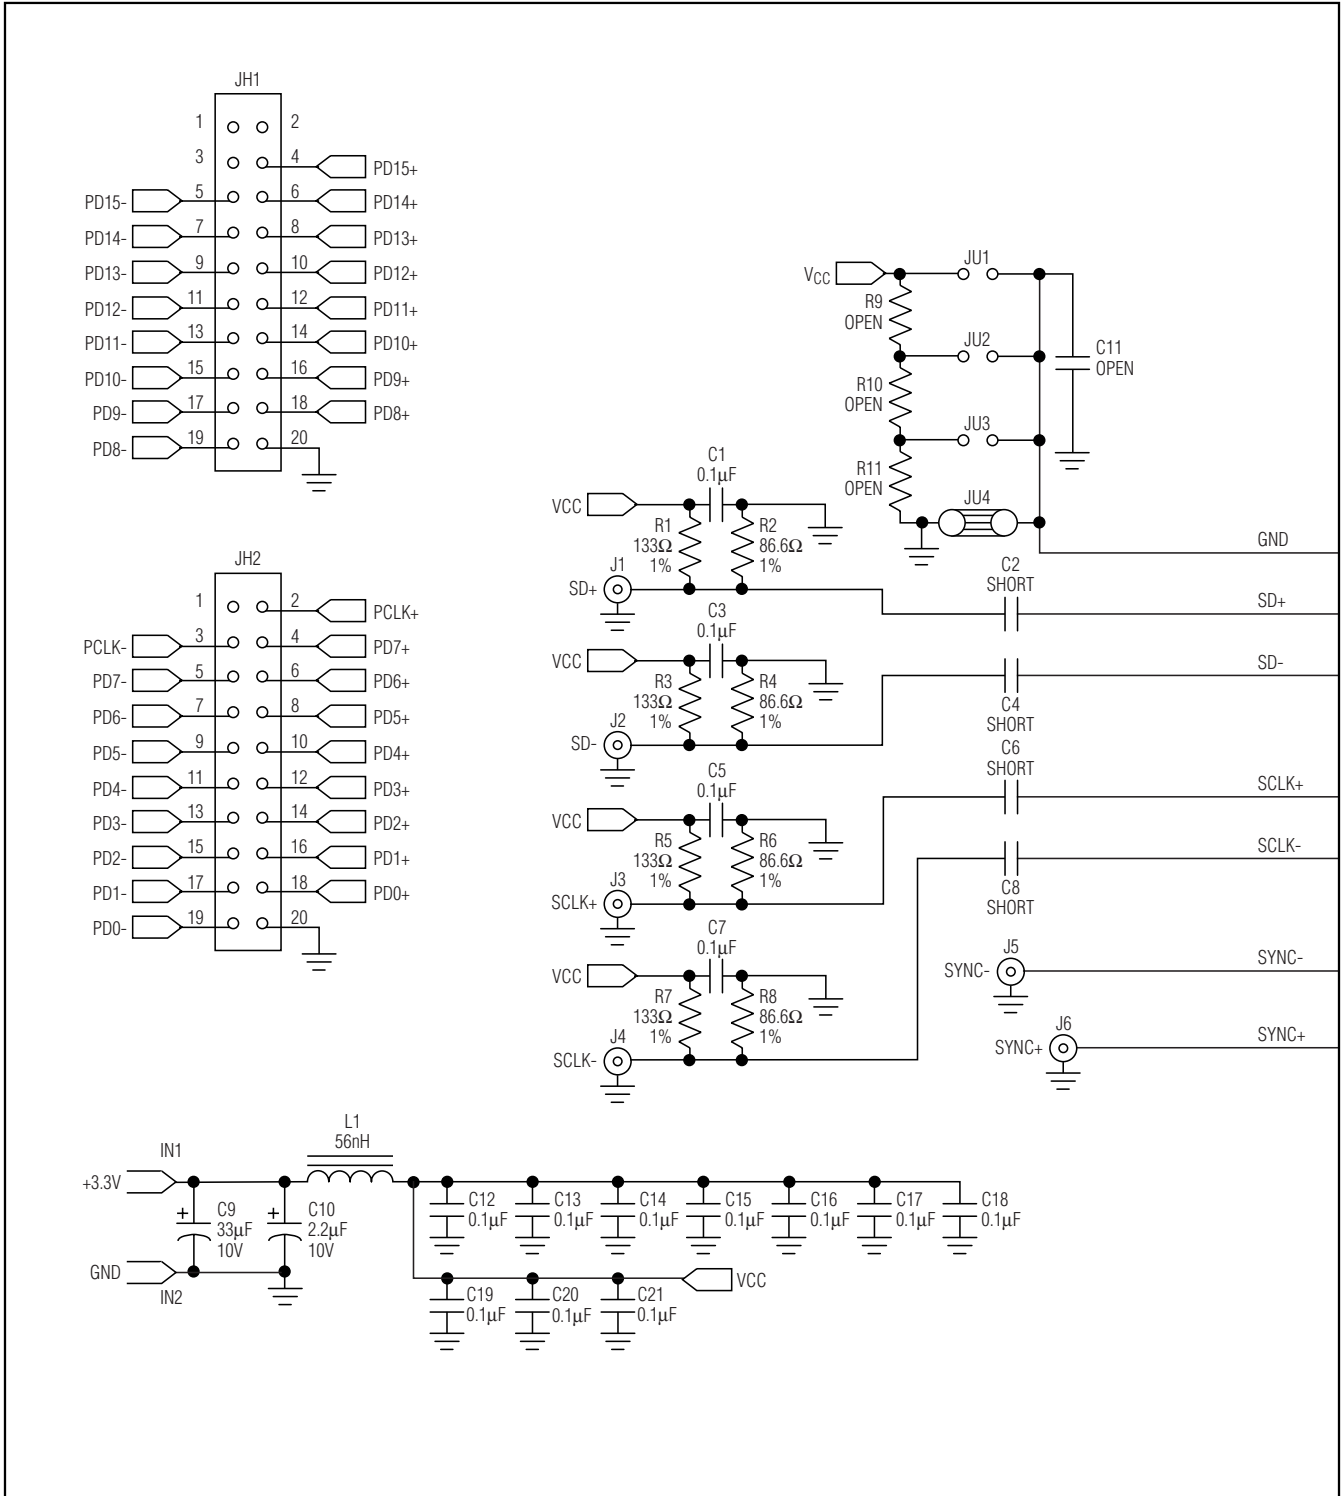 JH1
1 2
3 4 PD15+
PD15- 5 6 PD14+
PD14- 7 8 PD13+
PD13- 9 10 PD12+
PD12- 11 12 PD11+
PD11- 13 14 PD10+
PD10- 15 16 PD9+
PD9- 17 18 PD8+
PD8- 19 20
JH2
1 2 PCLK+
PCLK- 3 4 PD7+
PD7- 5 6 PD6+
PD6- 7 8 PD5+
PD5- 9 10 PD4+
PD4- 11 12 PD3+
PD3- 13 14 PD2+
PD2- 15 16 PD1+
PD1- 17 18 PD0+
PD0- 19 20
VCC
JU1
R9
OPEN
JU2
C11
OPEN
R10
OPEN
JU3
R11
OPEN
JU4
GND
C1
0.1µF
VCC
R1
133Ω
1%
R2
86.6Ω
1%
J1
SD+
C2
SHORT
SD+
C3
0.1µF
VCC
R3
133Ω
1%
R4
86.6Ω
1%
J2
SD-
SD-
C4
SHORT
C5
0.1µF
VCC
R5
133Ω
1%
R6
86.6Ω
1%
J3
SCLK+
C6
SHORT
SCLK+
C7
0.1µF
VCC
R7
133Ω
1%
R8
86.6Ω
1%
J4
SCLK-
SCLK-
C8
SHORT
J5
SYNC-
SYNC-
J6
SYNC+
SYNC+
IN1
+3.3V
L1
56nH
C9
33µF
10V
C10
2.2µF
10V
GND
IN2
C12
0.1µF
C13
0.1µF
C14
0.1µF
C15
0.1µF
C16
0.1µF
C17
0.1µF
C18
0.1µF
VCC
C19
0.1µF
C20
0.1µF
C21
0.1µF